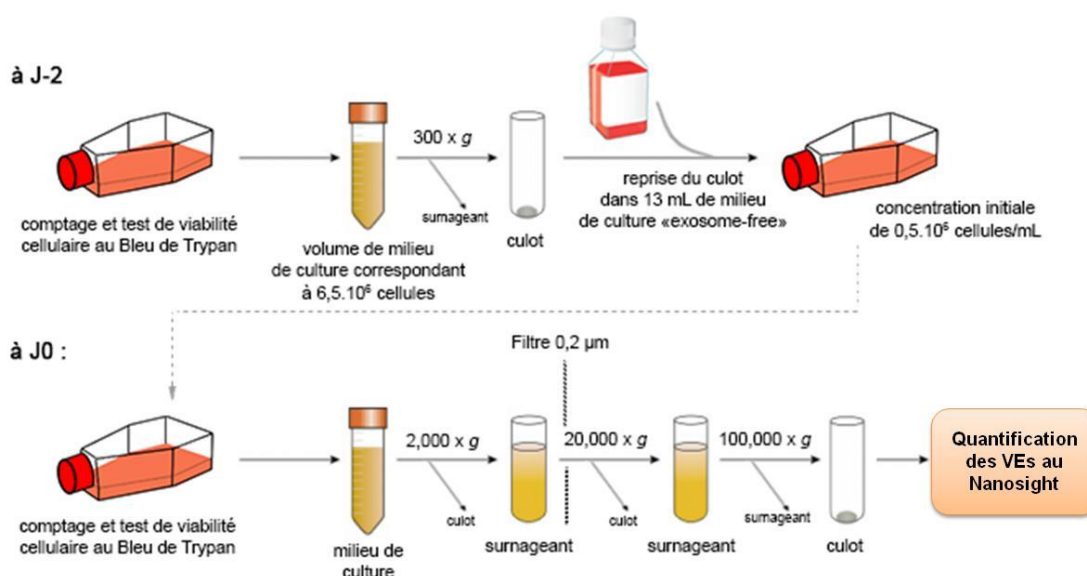 à J-2
300 x g
surnageant
comptage et test de viabilité
cellulaire au Bleu de Trypan
volume de milieu
de culture correspondant
à 6,5.10⁶ cellules
culot
reprise du culot
dans 13 mL de milieu
de culture «exosome-free»
concentration initiale
de 0,5.10⁶ cellules/mL
à J0 :
Filtre 0,2 µm
2,000 x g
20,000 x g
100,000 x g
culot
culot
surnageant
comptage et test de viabilité
cellulaire au Bleu de Trypan
milieu de
culture
surnageant
surnageant
culot
Quantification
des VEs au
Nanosight